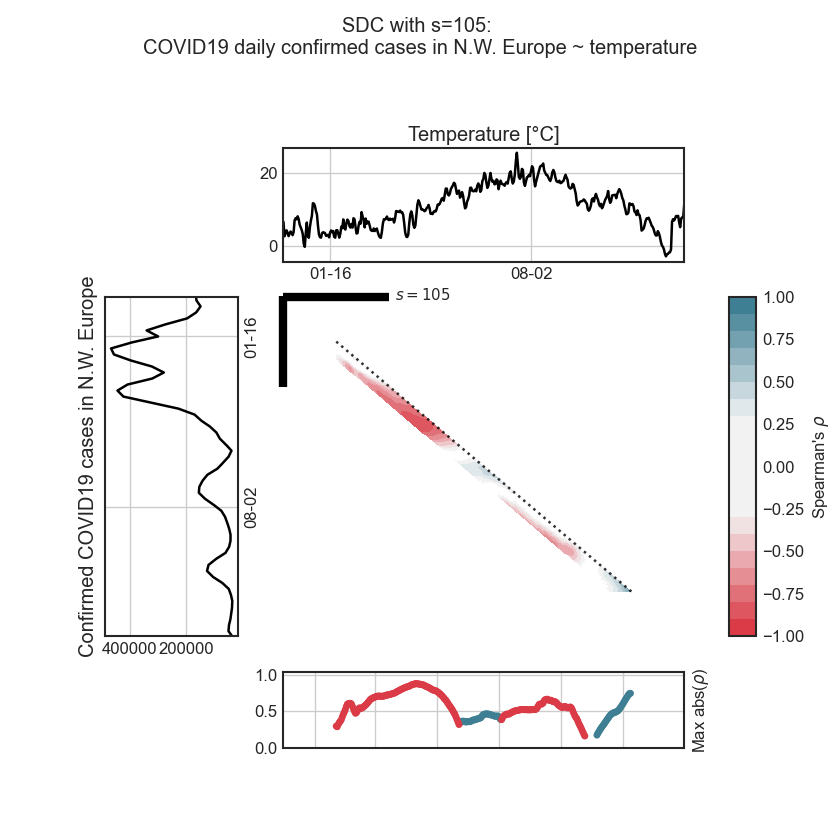 SDC with s=105:
COVID19 daily confirmed cases in N.W. Europe ~ temperature
Temperature [°C]
20
0
01-16
08-02
s = 105
Confirmed COVID19 cases in N.W. Europe
01-16
08-02
400000
200000
1.00
0.75
0.50
0.25
0.00
−0.25
−0.50
−0.75
−1.00
Spearman's ρ
1.0
0.5
0.0
Max abs(ρ)